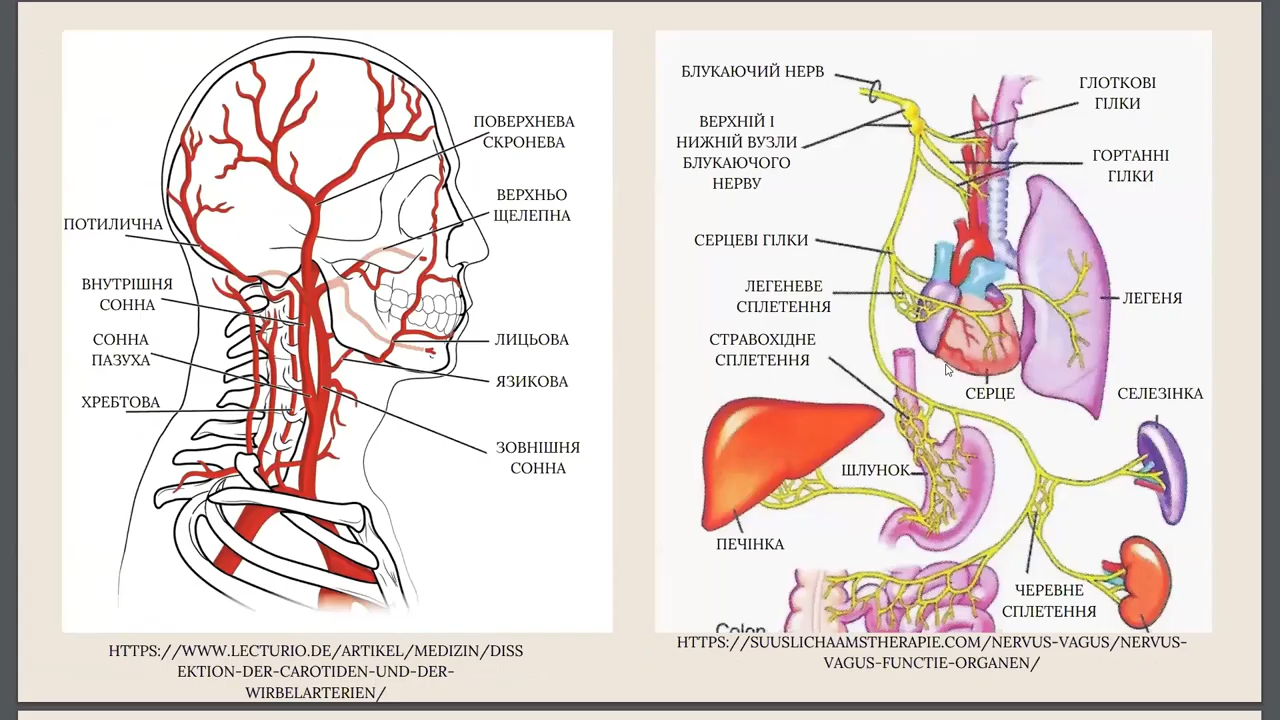 ПОВЕРХНЕВА
СКРОНЕВА
ВЕРХНЬО
ЩЕЛЕПНА
ПОТИЛИЧНА
ВНУТРІШНЯ
СОННА
СОННА
ПАЗУХА
ХРЕБТОВА
ЛИЦЬОВА
ЯЗИКОВА
ЗОВНІШНЯ
СОННА
HTTPS://WWW.LECTURIO.DE/ARTIKEL/MEDIZIN/DISS
EKTION-DER-CAROTIDEN-UND-DER-
WIRBELARTERIEN/
БЛУКАЮЧИЙ НЕРВ
ВЕРХНІЙ І
НИЖНІЙ ВУЗЛИ
БЛУКАЮЧОГО
НЕРВУ
ГЛОТКОВІ
ГІЛКИ
ГОРТАННІ
ГІЛКИ
СЕРЦЕВІ ГІЛКИ
ЛЕГЕНЕВЕ
СПЛЕТЕННЯ
СТРАВОХІДНЕ
СПЛЕТЕННЯ
ЛЕГЕНЯ
СЕРЦЕ
СЕЛЕЗІНКА
ШЛУНОК
ПЕЧІНКА
ЧЕРЕВНЕ
СПЛЕТЕННЯ
Colon
HTTPS://SUUSLICHAAMSTHERAPIE.COM/NERVUS-VAGUS/NERVUS-
VAGUS-FUNCTIE-ORGANEN/